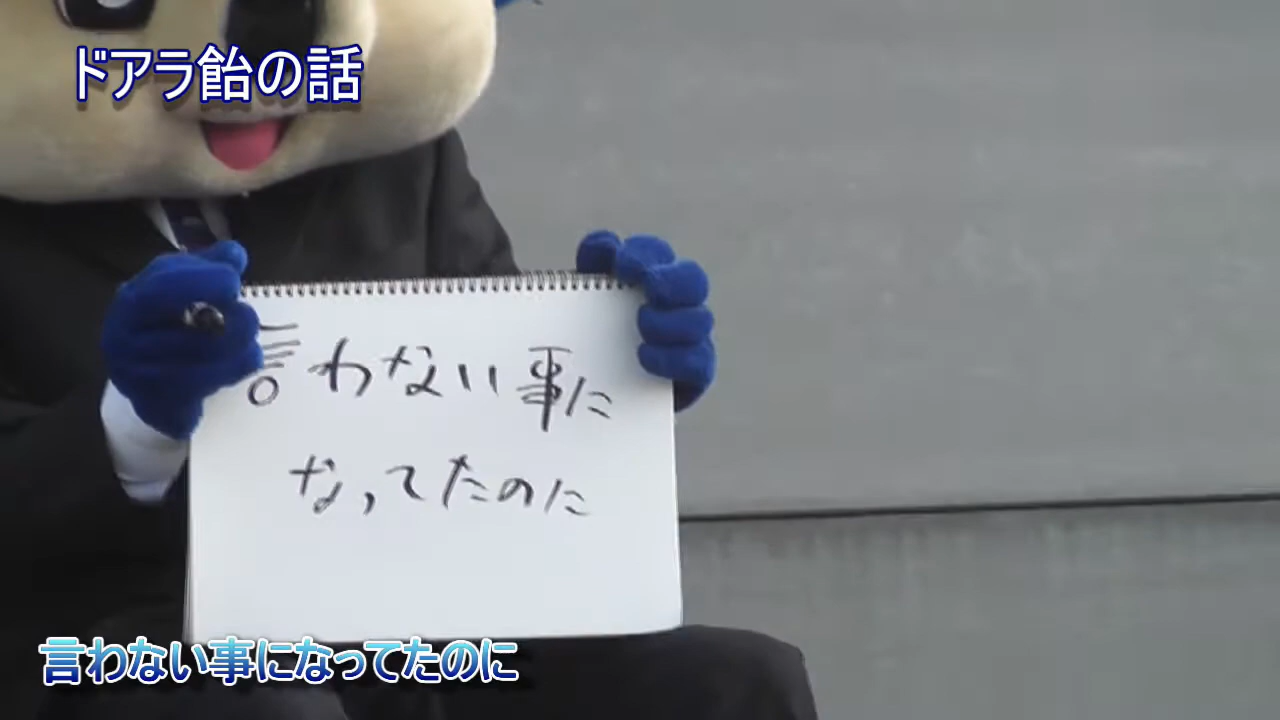 ドアラ飴の話
言わない事に
なってたのに
言わない事になってたのに